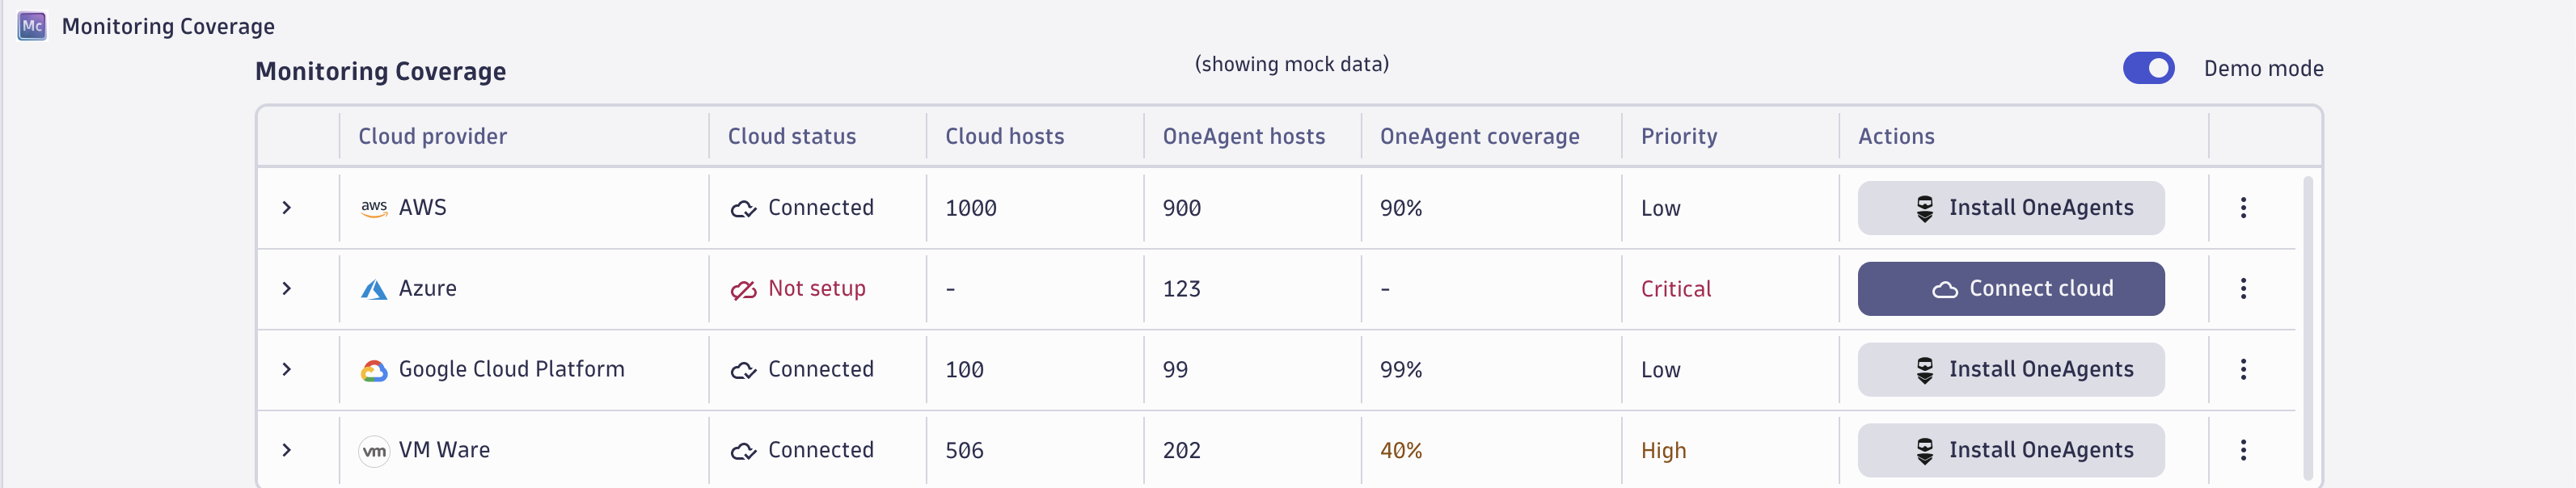 Mc Monitoring Coverage
Monitoring Coverage (showing mock data) Demo mode
Cloud provider Cloud status Cloud hosts OneAgent hosts OneAgent coverage Priority Actions
aws AWS Connected 1000 900 90% Low Install OneAgents
Azure Not setup - 123 - Critical Connect cloud
Google Cloud Platform Connected 100 99 99% Low Install OneAgents
vm VM Ware Connected 506 202 40% High Install OneAgents